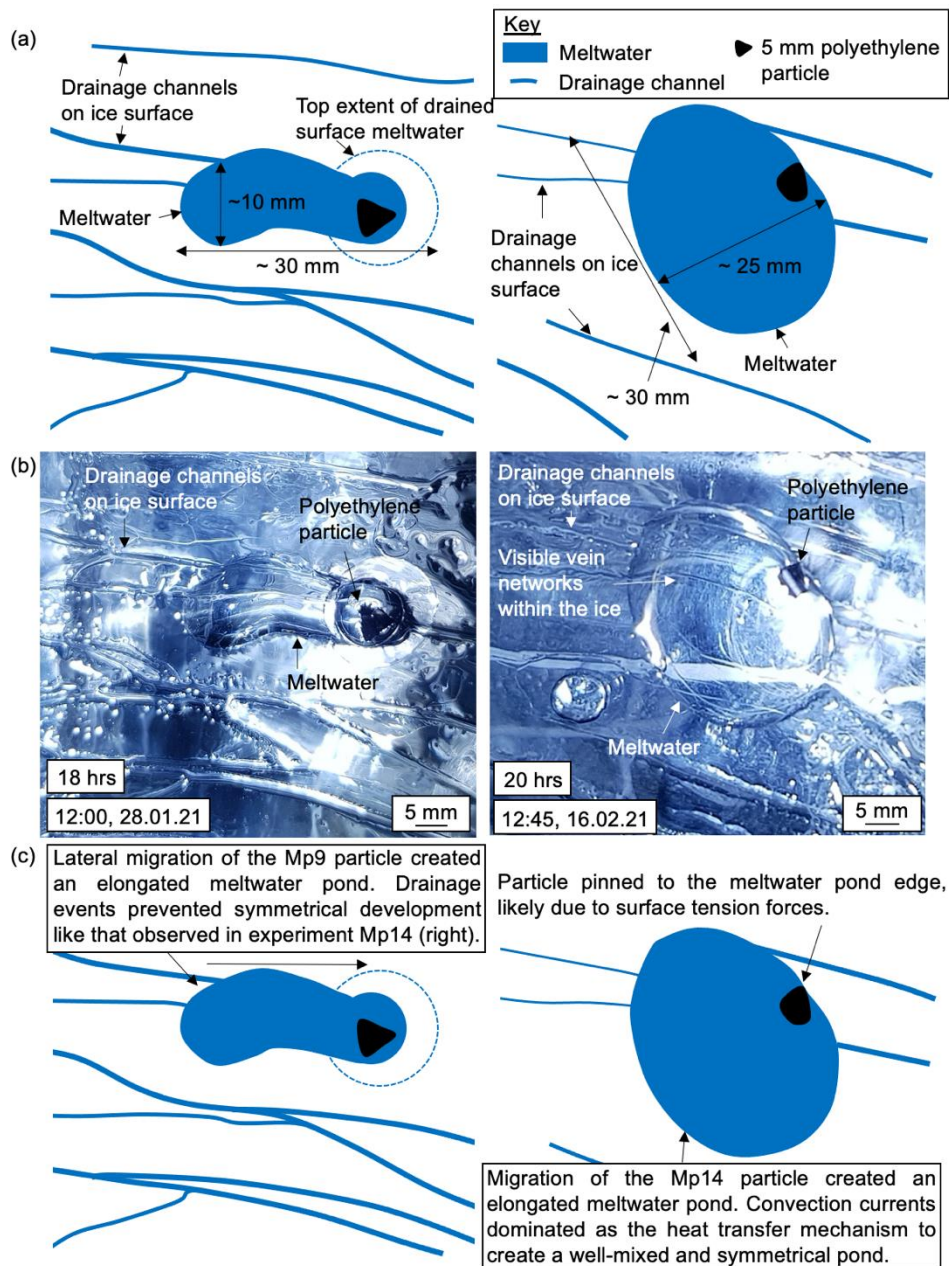 (a)
Drainage channels
on ice surface
Top extent of drained
surface meltwater
Meltwater
~10 mm
~ 30 mm
Key
Meltwater
Drainage channel
5 mm polyethylene
particle
Drainage
channels on ice
surface
~ 25 mm
Meltwater
~ 30 mm
(b)
Drainage channels
on ice surface
Polyethylene
particle
Meltwater
18 hrs
12:00, 28.01.21
5 mm
Drainage channels
on ice surface
Polyethylene
particle
Visible vein
networks
within the ice
Meltwater
20 hrs
12:45, 16.02.21
5 mm
(c)
Lateral migration of the Mp9 particle created
an elongated meltwater pond. Drainage
events prevented symmetrical development
like that observed in experiment Mp14 (right).
Particle pinned to the meltwater pond edge,
likely due to surface tension forces.
Migration of the Mp14 particle created an
elongated meltwater pond. Convection currents
dominated as the heat transfer mechanism to
create a well-mixed and symmetrical pond.